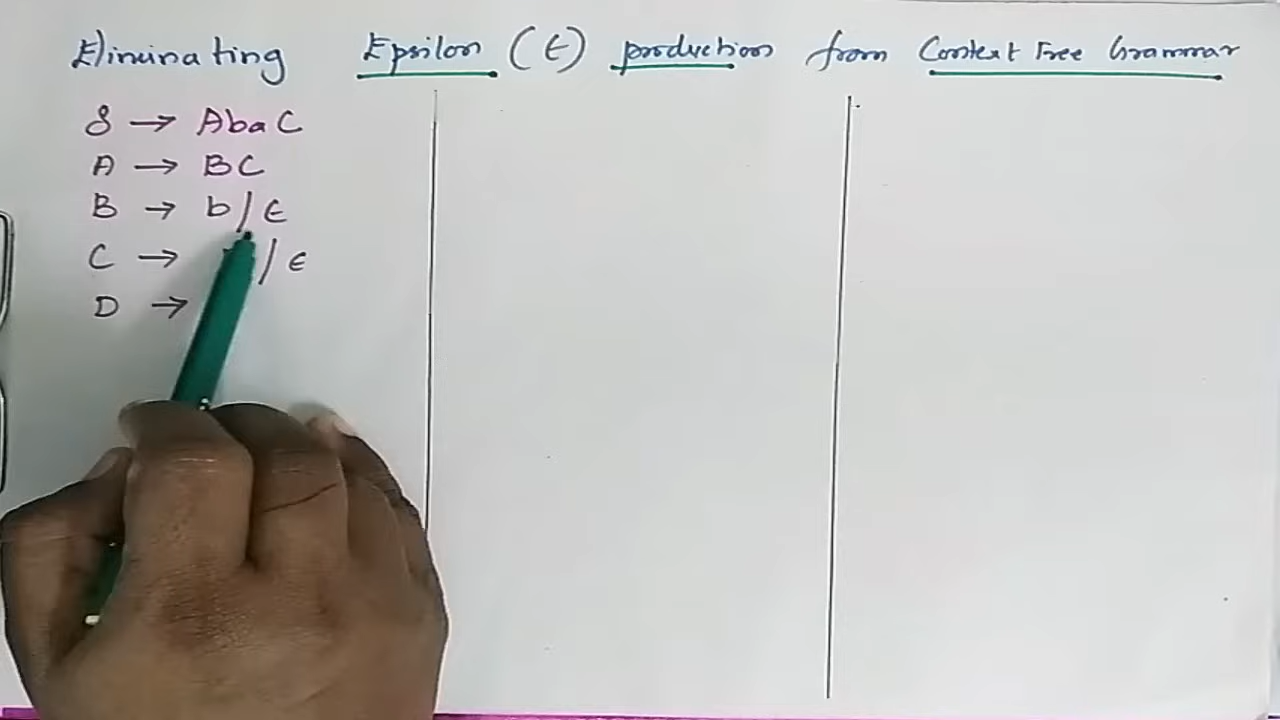 Eliminating Epsilon (ϵ) production from Context Free Grammar
S → AbaC
A → BC
B → b/ϵ
C → /ϵ
D →